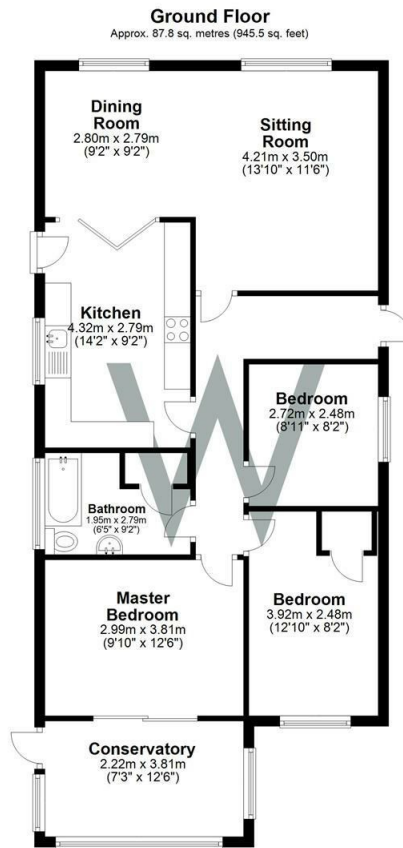 Ground Floor
Approx. 87.8 sq. metres (945.5 sq. feet)
Dining
Room
2.80m x 2.79m
(9'2" x 9'2")
Sitting
Room
4.21m x 3.50m
(13'10" x 11'6")
Kitchen
4.32m x 2.79m
(14'2" x 9'2")
Bedroom
2.72m x 2.48m
(8'11" x 8'2")
W
Bathroom
1.95m x 2.79m
(6'5" x 9'2")
Master
Bedroom
2.99m x 3.81m
(9'10" x 12'6")
Bedroom
3.92m x 2.48m
(12'10" x 8'2")
Conservatory
2.22m x 3.81m
(7'3" x 12'6")